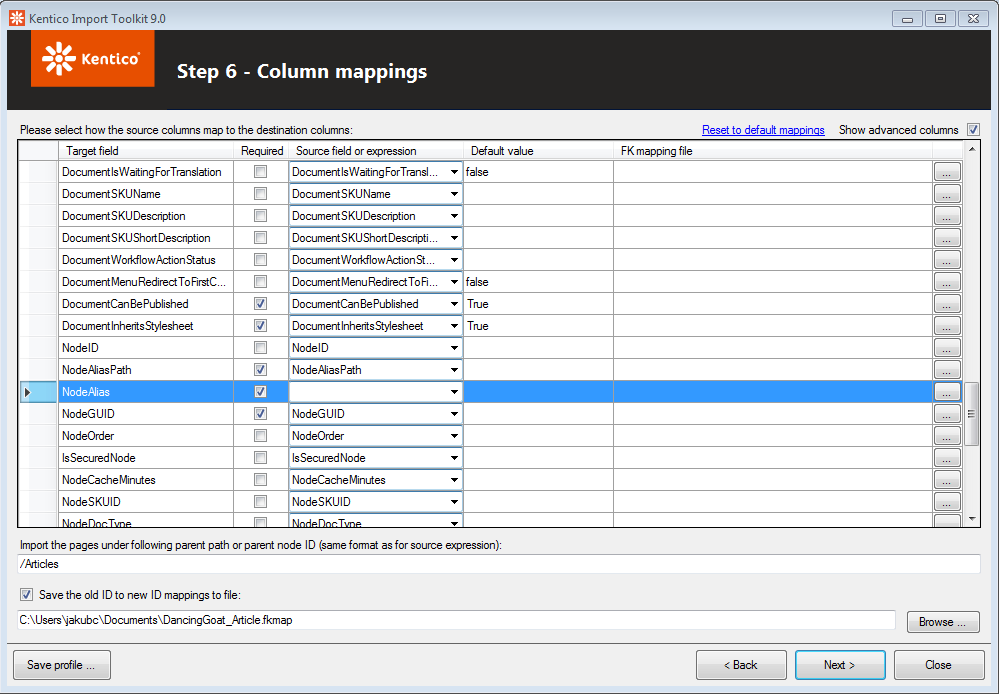 Kentico Import Toolkit 9.0
Kentico
Step 6 - Column mappings
Please select how the source columns map to the destination columns: Reset to default mappings Show advanced columns
Target field Required Source field or expression Default value FK mapping file
DocumentIsWaitingForTranslation DocumentIsWaitingForTransl... false ...
DocumentSKUName DocumentSKUName ...
DocumentSKUDescription DocumentSKUDescription ...
DocumentSKUShortDescription DocumentSKUShortDescripti... ...
DocumentWorkflowActionStatus DocumentWorkflowActionSt... ...
DocumentMenuRedirectToFirstC... DocumentMenuRedirectToFi... false ...
DocumentCanBePublished DocumentCanBePublished True ...
DocumentInheritsStylesheet DocumentInheritsStylesheet True ...
NodeID NodeID ...
NodeAliasPath NodeAliasPath ...
NodeAlias ...
NodeGUID NodeGUID ...
NodeOrder NodeOrder ...
IsSecuredNode IsSecuredNode ...
NodeCacheMinutes NodeCacheMinutes ...
NodeSKUID NodeSKUID ...
NodeDocType NodeDocType
Import the pages under following parent path or parent node ID (same format as for source expression):
/Articles
Save the old ID to new ID mappings to file:
C:\Users\jakubc\Documents\DancingGoat_Article.fkmap Browse ...
Save profile ... < Back Next > Close